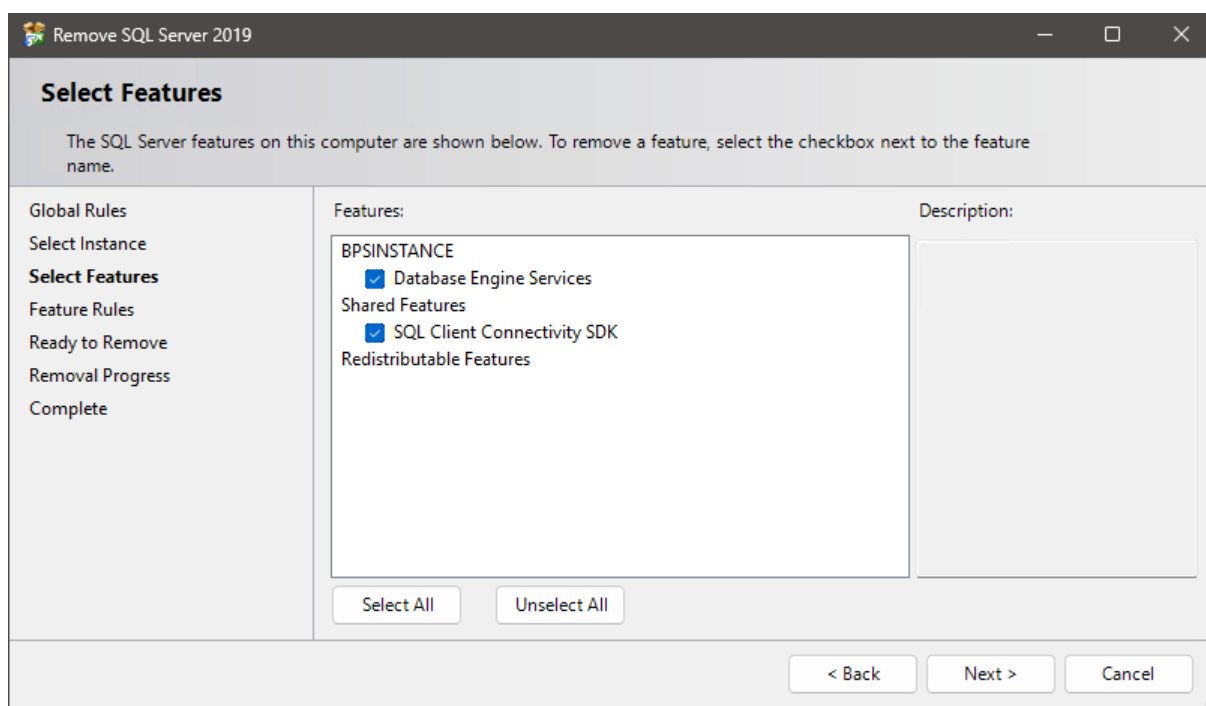 Remove SQL Server 2019
Select Features
The SQL Server features on this computer are shown below. To remove a feature, select the checkbox next to the feature
name.
Global Rules
Select Instance
Select Features
Feature Rules
Ready to Remove
Removal Progress
Complete
Features:
BPSINSTANCE
Database Engine Services
Shared Features
SQL Client Connectivity SDK
Redistributable Features
Description:
Select All
Unselect All
< Back
Next >
Cancel